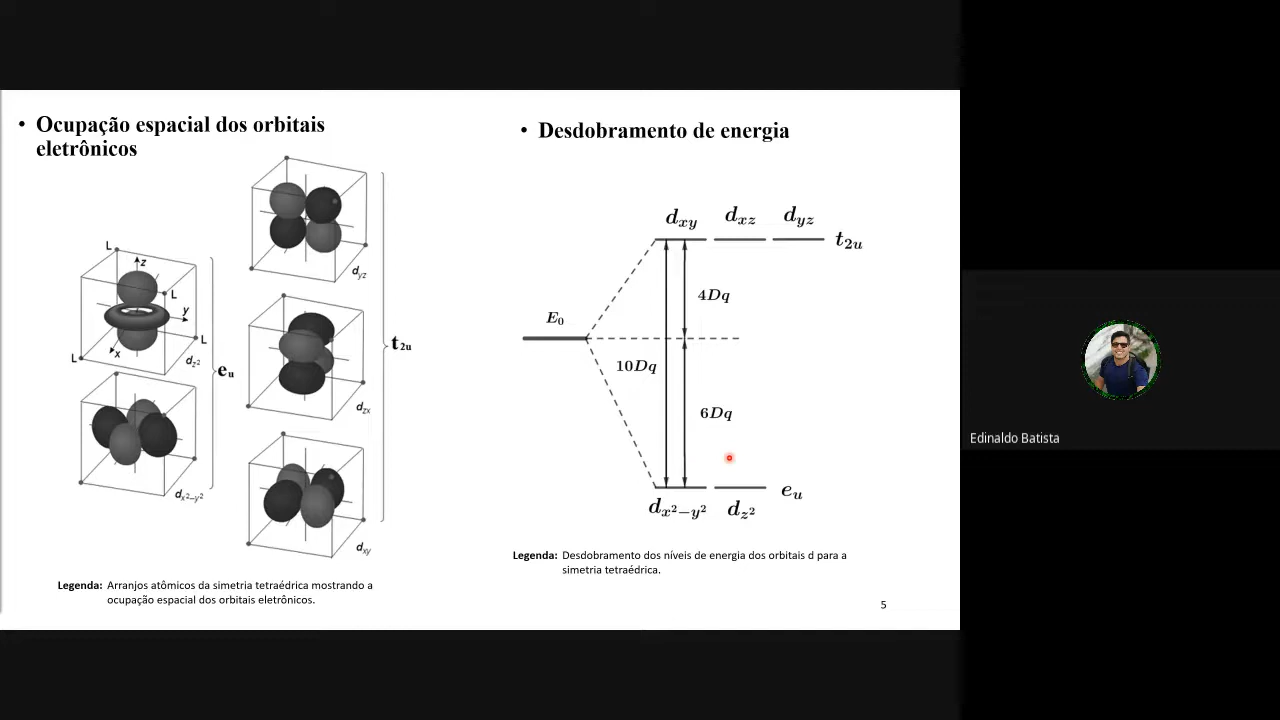 • Ocupação espacial dos orbitais
eletrônicos
L
z
L
y
L
x
L
d_{z²}
e_u
d_{x²-y²}
d_{yz}
d_{zx}
d_{xy}
t_{2u}
Legenda: Arranjos atômicos da simetria tetraédrica mostrando a
ocupação espacial dos orbitais eletrônicos.
• Desdobramento de energia
d_{xy} d_{xz} d_{yz}
t_{2u}
4Dq
E_0
10Dq
6Dq
e_u
d_{x²-y²} d_{z²}
Legenda: Desdobramento dos níveis de energia dos orbitais d para a
simetria tetraédrica.
5
Edinaldo Batista